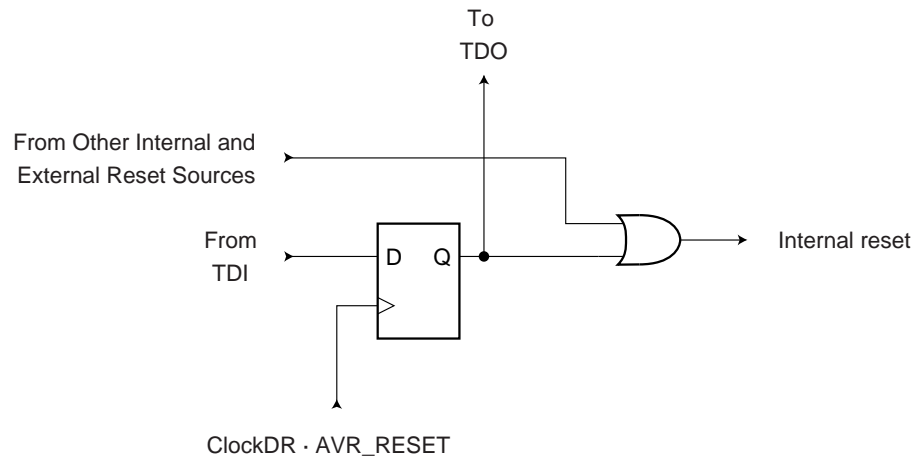 To
TDO
From Other Internal and
External Reset Sources
From
TDI
D
Q
Internal reset
ClockDR · AVR_RESET